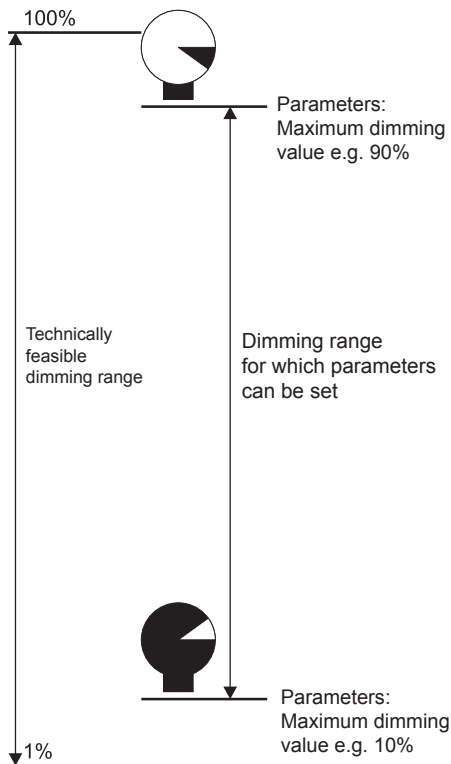 100%
Parameters:
Maximum dimming
value e.g. 90%
Technically
feasible
dimming range
Dimming range
for which parameters
can be set
Parameters:
Maximum dimming
value e.g. 10%
1%